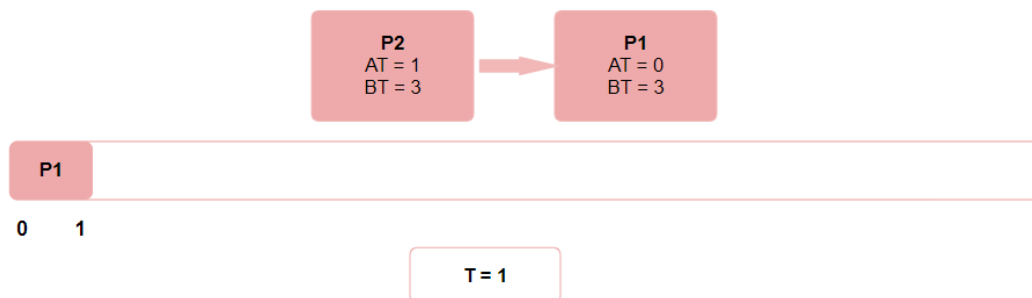 P2
AT = 1
BT = 3
P1
AT = 0
BT = 3
P1
0 1
T = 1